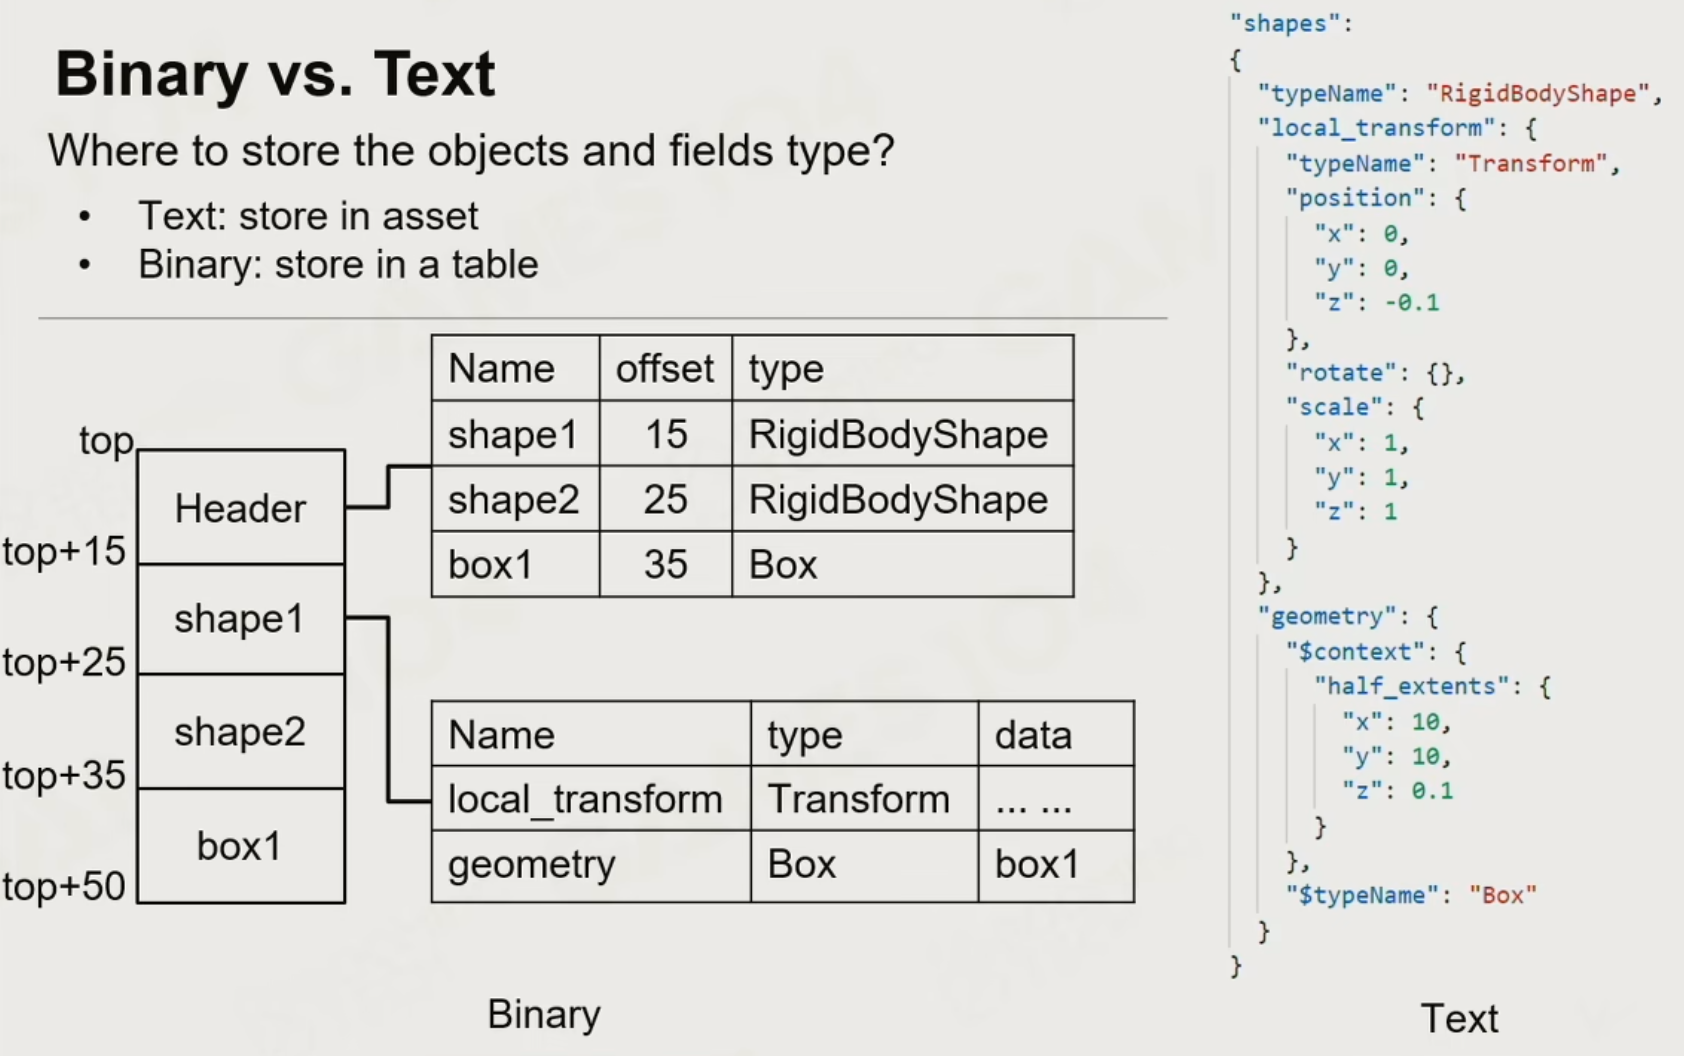 Binary vs. Text
Where to store the objects and fields type?
• Text: store in asset
• Binary: store in a table
top
Header
top+15
shape1
top+25
shape2
top+35
box1
top+50
Name offset type
shape1 15 RigidBodyShape
shape2 25 RigidBodyShape
box1 35 Box
Name type data
local_transform Transform ... ...
geometry Box box1
Binary
"shapes":
{
"typeName": "RigidBodyShape",
"local_transform": {
"typeName": "Transform",
"position": {
"x": 0,
"y": 0,
"z": -0.1
},
"rotate": {},
"scale": {
"x": 1,
"y": 1,
"z": 1
}
},
"geometry": {
"$context": {
"half_extents": {
"x": 10,
"y": 10,
"z": 0.1
}
},
"$typeName": "Box"
}
}
Text